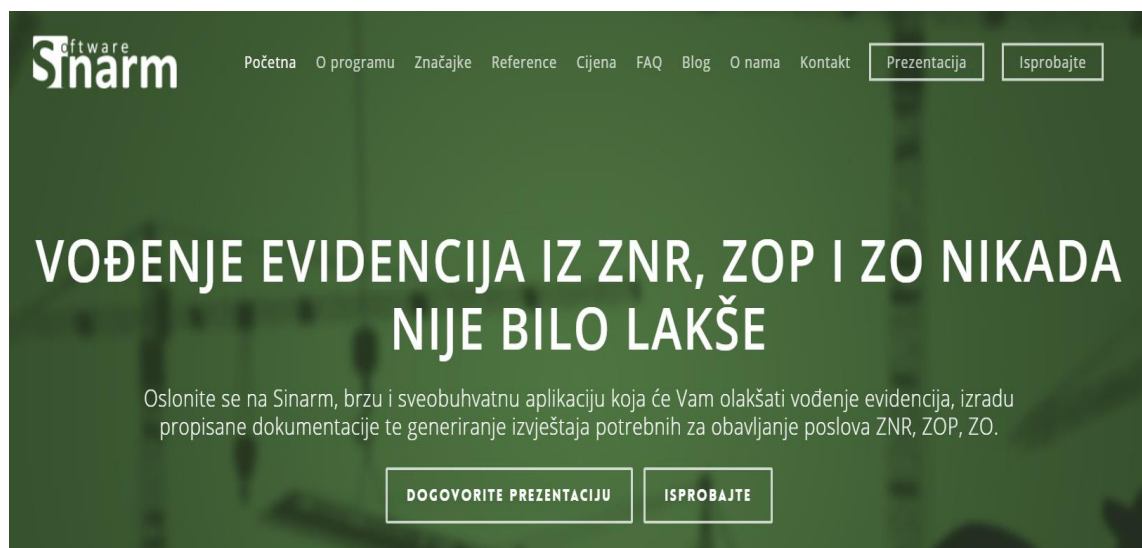 Software
Sinarm
Početna O programu Značajke Reference Cijena FAQ Blog O nama Kontakt Prezentacija Isprobajte
VOĐENJE EVIDENCIJA IZ ZNR, ZOP I ZO NIKADA
NIJE BILO LAKŠE
Oslonite se na Sinarm, brzu i sveobuhvatnu aplikaciju koja će Vam olakšati vođenje evidencija, izradu
propisane dokumentacije te generiranje izvještaja potrebnih za obavljanje poslova ZNR, ZOP, ZO.
DOGOVORITE PREZENTACIJU ISPROBAJTE